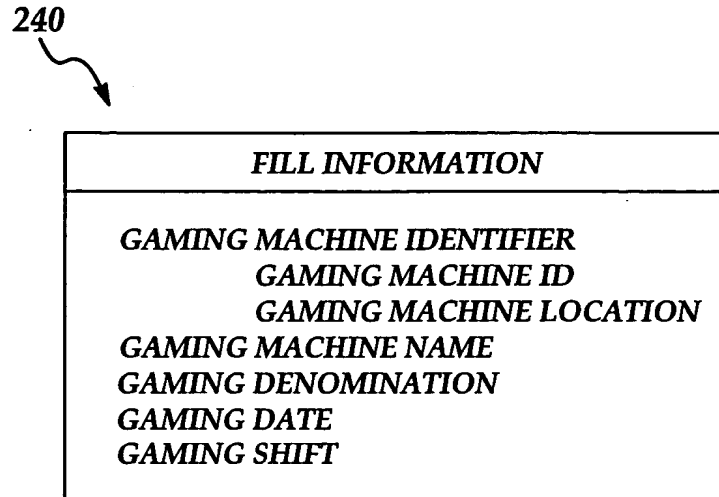 240
FILL INFORMATION
GAMING MACHINE IDENTIFIER
GAMING MACHINE ID
GAMING MACHINE LOCATION
GAMING MACHINE NAME
GAMING DENOMINATION
GAMING DATE
GAMING SHIFT